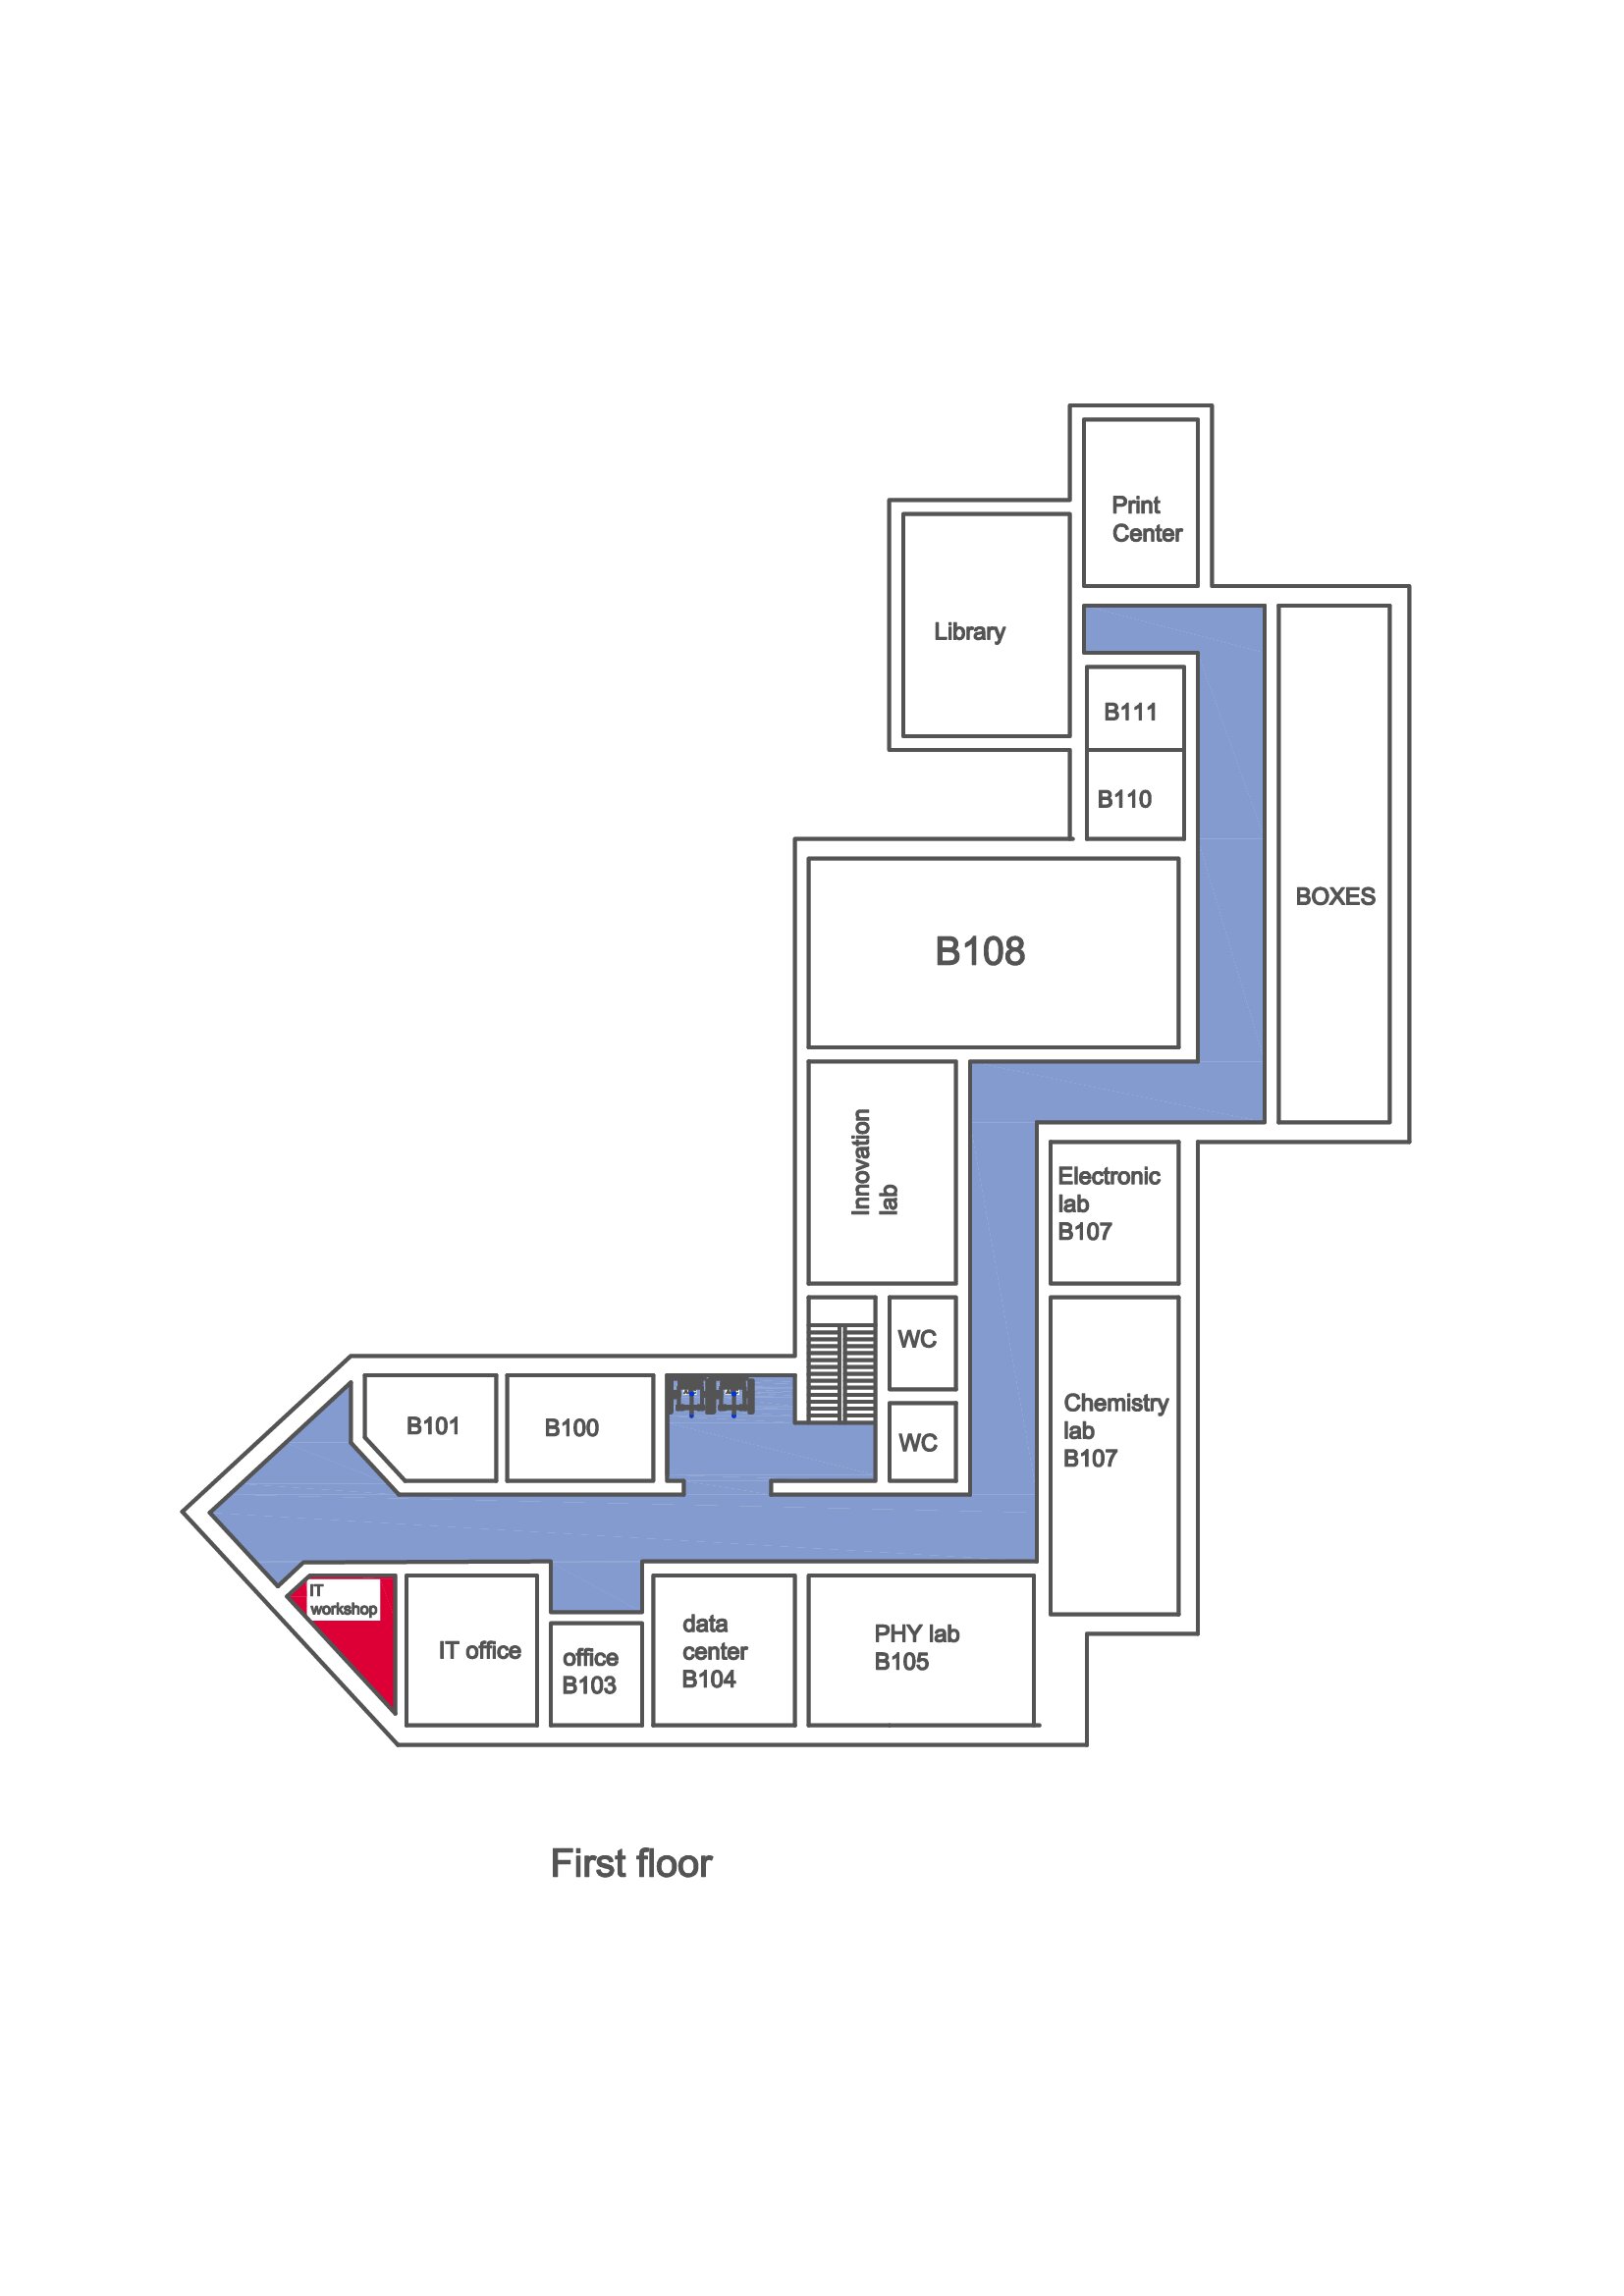 Print
Center
Library
B111
B110
BOXES
B108
Innovation
lab
Electronic
lab
B107
WC
Chemistry
lab
B107
WC
B101
B100
IT
workshop
IT office
office
B103
data
center
B104
PHY lab
B105
First floor